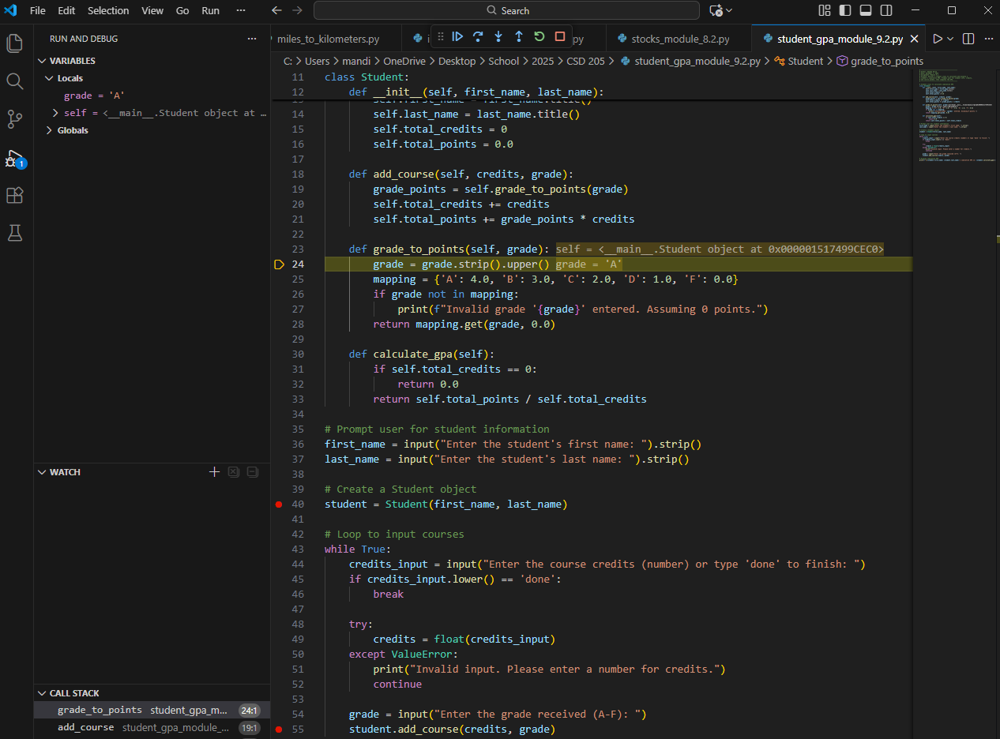 File Edit Selection View Go Run ··· Search
RUN AND DEBUG ···
miles_to_kilometers.py
py
stocks_module_8.2.py
student_gpa_module_9.2.py
C: > Users > mandi > OneDrive > Desktop > School > 2025 > CSD 205 > student_gpa_module_9.2.py > Student > grade_to_points
VARIABLES
Locals
grade = 'A'
self = <__main__.Student object at …
Globals
1
11 class Student:
12 def __init__(self, first_name, last_name):
13 self.first_name = first_name.title()
14 self.last_name = last_name.title()
15 self.total_credits = 0
16 self.total_points = 0.0
17
18 def add_course(self, credits, grade):
19 grade_points = self.grade_to_points(grade)
20 self.total_credits += credits
21 self.total_points += grade_points * credits
22
23 def grade_to_points(self, grade): self = <__main__.Student object at 0x000001517499CEC0>
24 grade = grade.strip().upper() grade = 'A'
25 mapping = {'A': 4.0, 'B': 3.0, 'C': 2.0, 'D': 1.0, 'F': 0.0}
26 if grade not in mapping:
27 print(f"Invalid grade '{grade}' entered. Assuming 0 points.")
28 return mapping.get(grade, 0.0)
29
30 def calculate_gpa(self):
31 if self.total_credits == 0:
32 return 0.0
33 return self.total_points / self.total_credits
34
35 # Prompt user for student information
36 first_name = input("Enter the student's first name: ").strip()
37 last_name = input("Enter the student's last name: ").strip()
38
39 # Create a Student object
40 student = Student(first_name, last_name)
41
42 # Loop to input courses
43 while True:
44 credits_input = input("Enter the course credits (number) or type 'done' to finish: ")
45 if credits_input.lower() == 'done':
46 break
47
48 try:
49 credits = float(credits_input)
50 except ValueError:
51 print("Invalid input. Please enter a number for credits.")
52 continue
53
54 grade = input("Enter the grade received (A-F): ")
55 student.add_course(credits, grade)
WATCH
CALL STACK
grade_to_points student_gpa_m... 24:1
add_course student_gpa_module_... 19:1